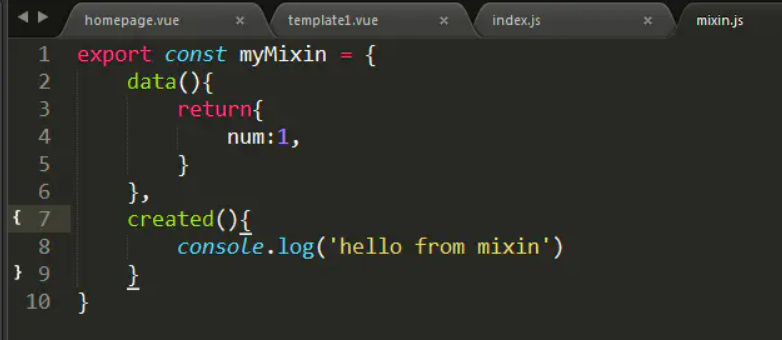 homepage.vue × template1.vue × index.js × mixin.js
1 export const myMixin = {
2     data(){
3         return{
4             num:1,
5         }
6     },
{ 7     created(){
8         console.log('hello from mixin')
} 9     }
10 }